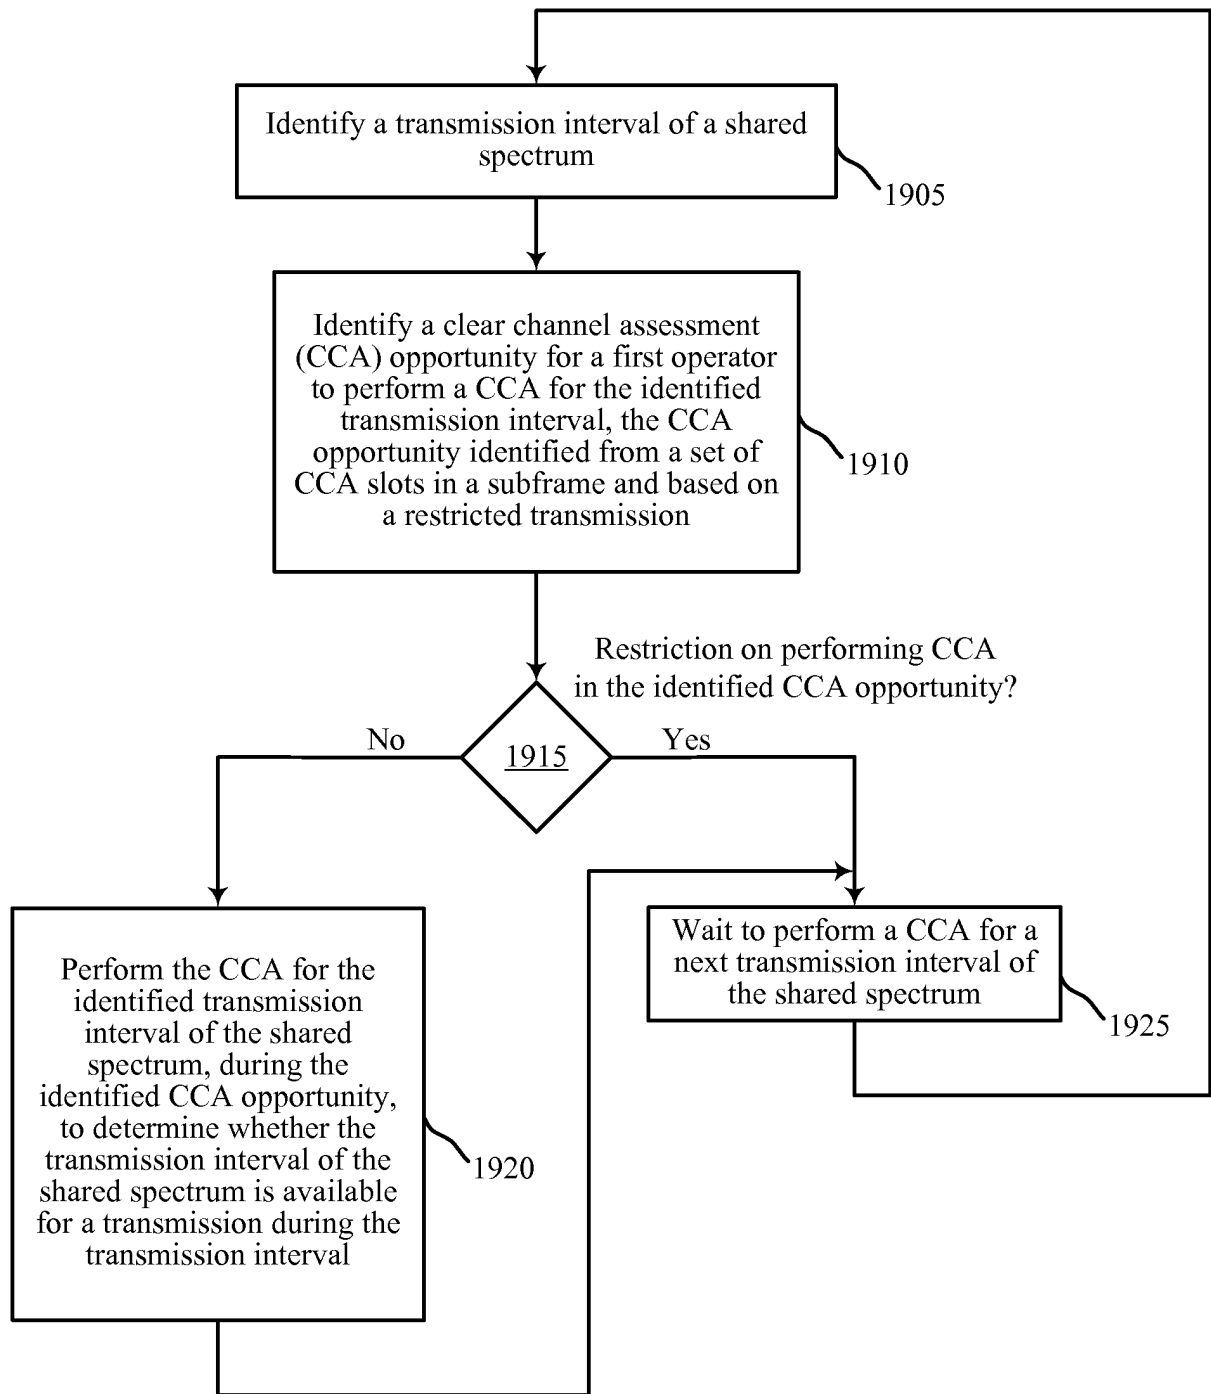 Identify a transmission interval of a shared
spectrum
1905
Identify a clear channel assessment
(CCA) opportunity for a first operator
to perform a CCA for the identified
transmission interval, the CCA
opportunity identified from a set of
CCA slots in a subframe and based on
a restricted transmission
1910
Restriction on performing CCA
in the identified CCA opportunity?
No
1915
Yes
Perform the CCA for the
identified transmission
interval of the shared
spectrum, during the
identified CCA opportunity,
to determine whether the
transmission interval of the
shared spectrum is available
for a transmission during the
transmission interval
1920
Wait to perform a CCA for a
next transmission interval of
the shared spectrum
1925